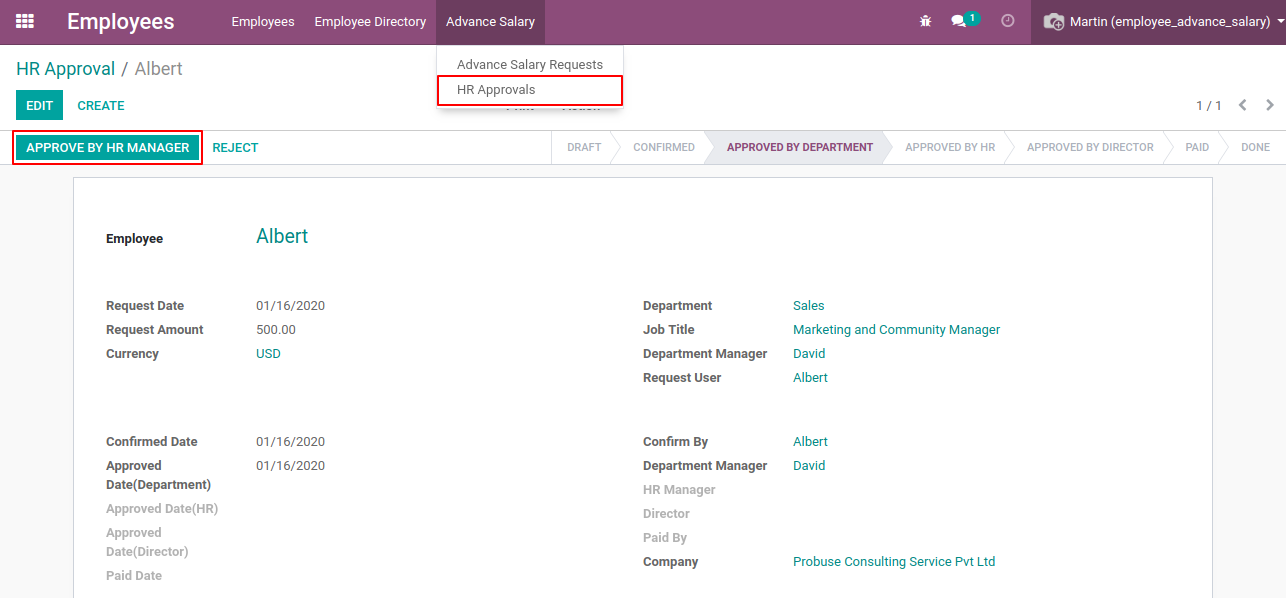 Employees
Employees Employee Directory Advance Salary
1
Martin (employee_advance_salary)
Advance Salary Requests
HR Approvals
HR Approval / Albert
EDIT CREATE
1 / 1
APPROVE BY HR MANAGER REJECT
DRAFT CONFIRMED APPROVED BY DEPARTMENT APPROVED BY HR APPROVED BY DIRECTOR PAID DONE
Employee Albert
Request Date 01/16/2020
Request Amount 500.00
Currency USD
Department Sales
Job Title Marketing and Community Manager
Department Manager David
Request User Albert
Confirmed Date 01/16/2020
Approved 01/16/2020
Date(Department)
Approved Date(HR)
Approved
Date(Director)
Paid Date
Confirm By Albert
Department Manager David
HR Manager
Director
Paid By
Company Probuse Consulting Service Pvt Ltd